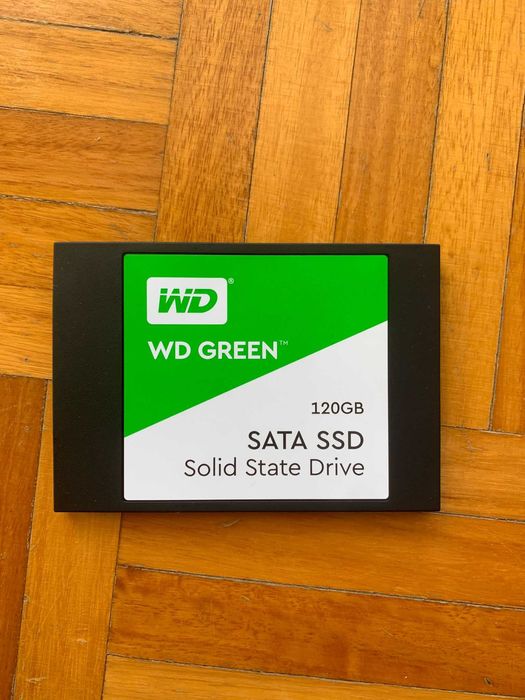 WD®
WD GREEN™
120GB
SATA SSD
Solid State Drive